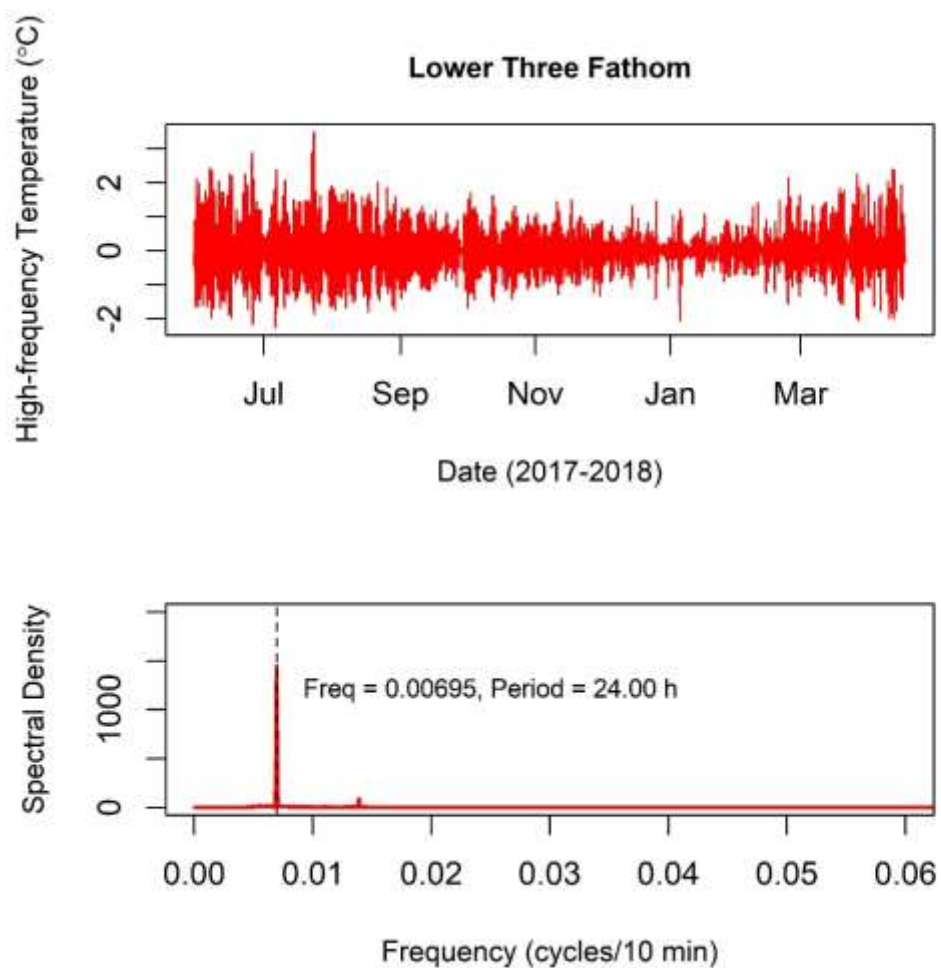 Lower Three Fathom
High-frequency Temperature (°C)
2
0
-2
Jul Sep Nov Jan Mar
Date (2017-2018)
Spectral Density
1000
0
Freq = 0.00695, Period = 24.00 h
0.00 0.01 0.02 0.03 0.04 0.05 0.06
Frequency (cycles/10 min)